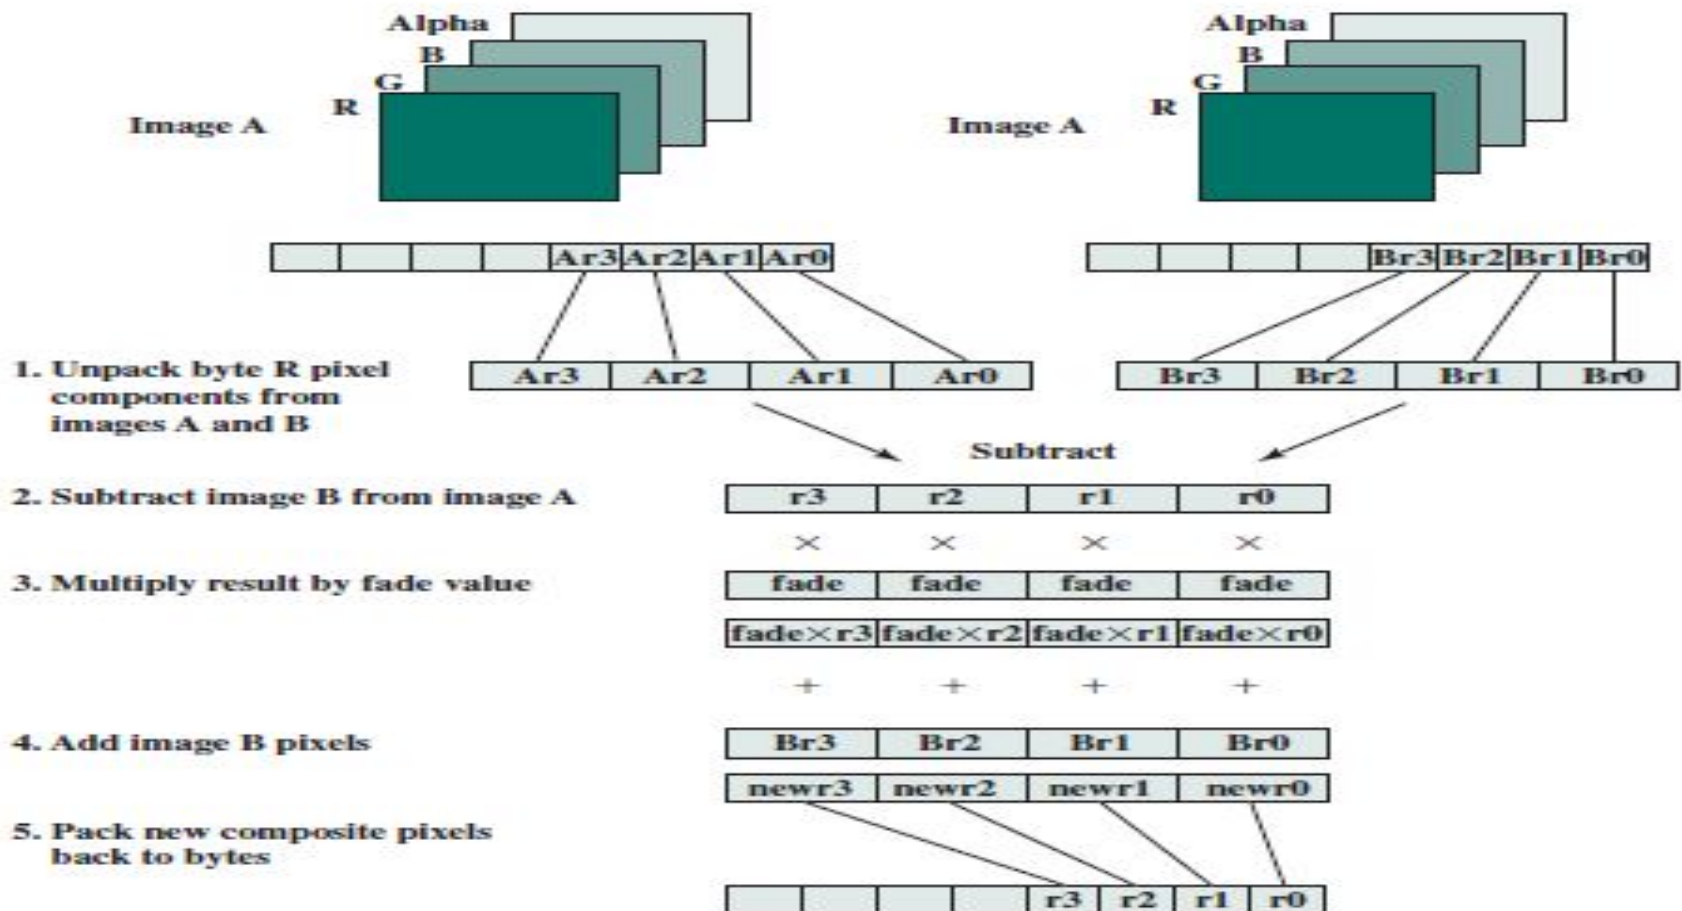 Alpha
B
G
R
Image A
Alpha
B
G
R
Image A
Ar3 Ar2 Ar1 Ar0
Br3 Br2 Br1 Br0
1. Unpack byte R pixel
components from
images A and B
Ar3 Ar2 Ar1 Ar0
Br3 Br2 Br1 Br0
Subtract
2. Subtract image B from image A
r3 r2 r1 r0
× × × ×
3. Multiply result by fade value
fade fade fade fade
fade×r3 fade×r2 fade×r1 fade×r0
+ + + +
4. Add image B pixels
Br3 Br2 Br1 Br0
newr3 newr2 newr1 newr0
5. Pack new composite pixels
back to bytes
r3 r2 r1 r0